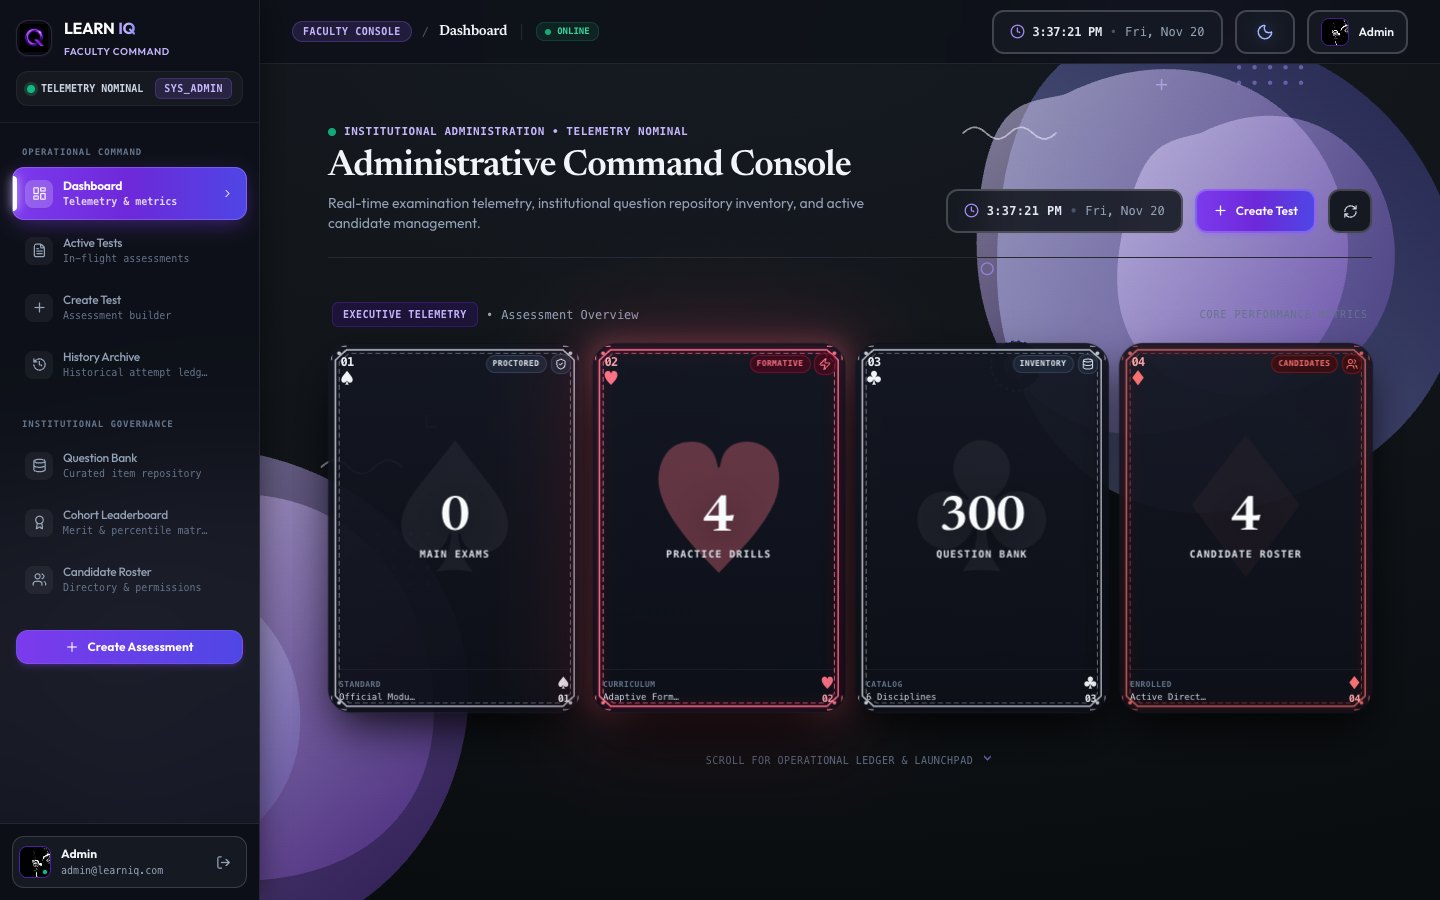 LEARN IQ
FACULTY COMMAND
TELEMETRY NOMINAL
SYS_ADMIN
OPERATIONAL COMMAND
Dashboard
Telemetry & metrics
Active Tests
In-flight assessments
Create Test
Assessment builder
History Archive
Historical attempt ledg…
INSTITUTIONAL GOVERNANCE
Question Bank
Curated item repository
Cohort Leaderboard
Merit & percentile matr…
Candidate Roster
Directory & permissions
Create Assessment
Admin
admin@learniq.com
FACULTY CONSOLE / Dashboard
ONLINE
3:37:21 PM • Fri, Nov 20
Admin
INSTITUTIONAL ADMINISTRATION • TELEMETRY NOMINAL
Administrative Command Console
Real-time examination telemetry, institutional question repository inventory, and active
candidate management.
3:37:21 PM • Fri, Nov 20
Create Test
EXECUTIVE TELEMETRY • Assessment Overview
CORE PERFORMANCE METRICS
01
PROCTORED
0
MAIN EXAMS
STANDARD
Official Modu…
01
02
FORMATIVE
4
PRACTICE DRILLS
CURRICULUM
Adaptive Form…
02
03
INVENTORY
300
QUESTION BANK
CATALOG
6 Disciplines
03
04
CANDIDATES
4
CANDIDATE ROSTER
ENROLLED
Active Direct…
04
SCROLL FOR OPERATIONAL LEDGER & LAUNCHPAD